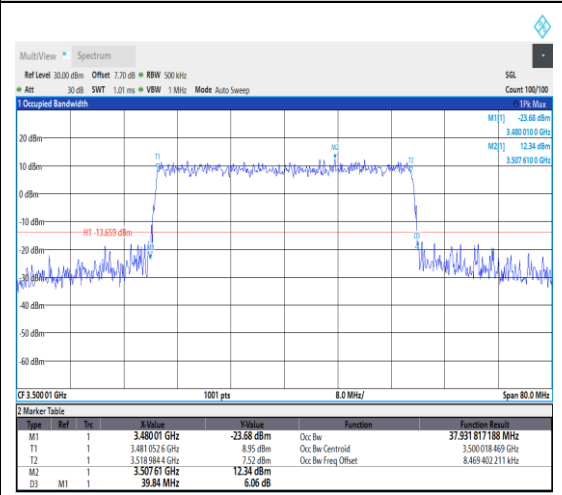 MultiView Spectrum
Ref Level 30.00 dBm Offset 7.70 dB RBW 500 kHz SGL
Att 30 dB SWT 1.01 ms VBW 1 MHz Mode Auto Sweep Count 100/100
1 Occupied Bandwidth 1Pk Max
M1[1] -23.68 dBm
3.480 010 0 GHz
M2[1] 12.34 dBm
3.507 610 0 GHz
20 dBm
M2
T1
T2
10 dBm
0 dBm
-10 dBm
H1 -13.659 dBm
D3
M1
-20 dBm
-30 dBm
-40 dBm
-50 dBm
-60 dBm
CF 3.500 01 GHz 1001 pts 8.0 MHz/ Span 80.0 MHz
2 Marker Table
Type Ref Trc X-Value Y-Value Function Function Result
M1 1 3.480 01 GHz -23.68 dBm Occ Bw 37.931 817 188 MHz
T1 1 3.481 052 6 GHz 8.95 dBm Occ Bw Centroid 3.500 018 469 GHz
T2 1 3.518 984 4 GHz 7.52 dBm Occ Bw Freq Offset 8.469 402 211 kHz
M2 1 3.507 61 GHz 12.34 dBm
D3 M1 1 39.84 MHz 6.06 dB